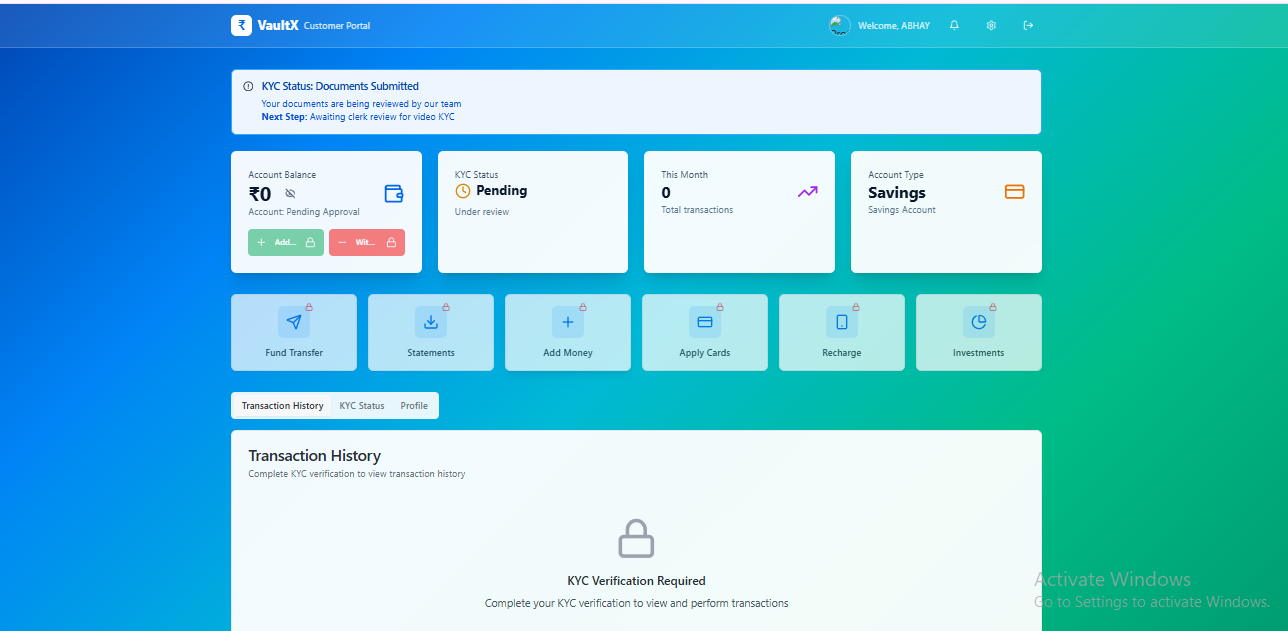 ₹ VaultX Customer Portal
Welcome, ABHAY
KYC Status: Documents Submitted
Your documents are being reviewed by our team
Next Step: Awaiting clerk review for video KYC
Account Balance
₹0
Account: Pending Approval
Add...
Wit...
KYC Status
Pending
Under review
This Month
0
Total transactions
Account Type
Savings
Savings Account
Fund Transfer
Statements
Add Money
Apply Cards
Recharge
Investments
Transaction History
KYC Status
Profile
Transaction History
Complete KYC verification to view transaction history
KYC Verification Required
Complete your KYC verification to view and perform transactions
Activate Windows
Go to Settings to activate Windows.